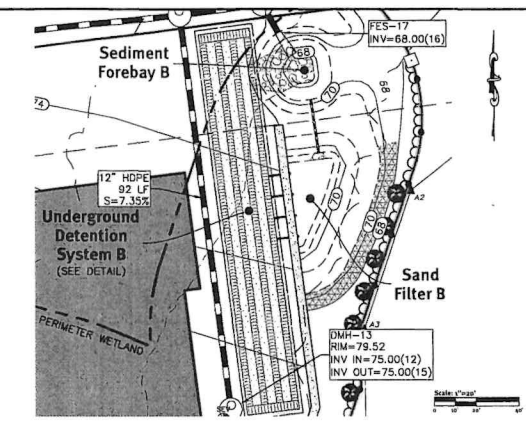 FES-17
INV=68.00(16)
Sediment
Forebay B
68
70
68
74
12" HDPE
92 LF
S=7.35%
70
A2
Underground
Detention
System B
(SEE DETAIL)
70
68
Sand
Filter B
PERIMETER WETLAND
A3
DMH-13
RIM=79.52
INV IN=75.00(12)
INV OUT=75.00(15)
Scale: 1"=20'